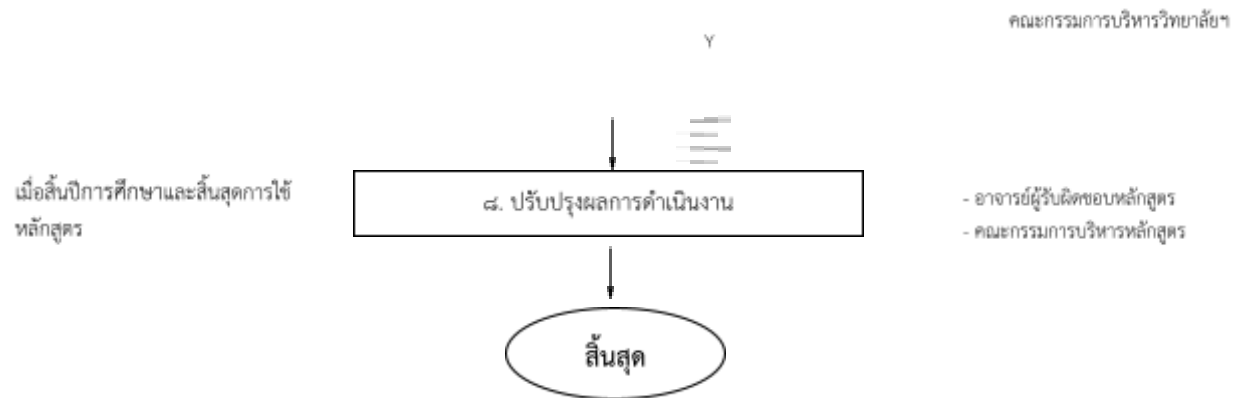 คณะกรรมการบริหารวิทยาลัยฯ
Y
เมื่อสิ้นปีการศึกษาและสิ้นสุดการใช้
หลักสูตร
๘. ปรับปรุงผลการดำเนินงาน
- อาจารย์ผู้รับผิดชอบหลักสูตร
- คณะกรรมการบริหารหลักสูตร
สิ้นสุด